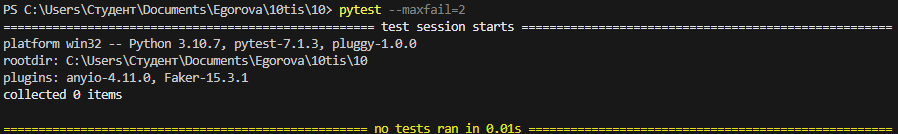 PS C:\Users\Студент\Documents\Egorova\10tis\10> pytest --maxfail=2
===================================================== test session starts =====================================================
platform win32 -- Python 3.10.7, pytest-7.1.3, pluggy-1.0.0
rootdir: C:\Users\Студент\Documents\Egorova\10tis\10
plugins: anyio-4.11.0, Faker-15.3.1
collected 0 items
==================================================== no tests ran in 0.01s ====================================================